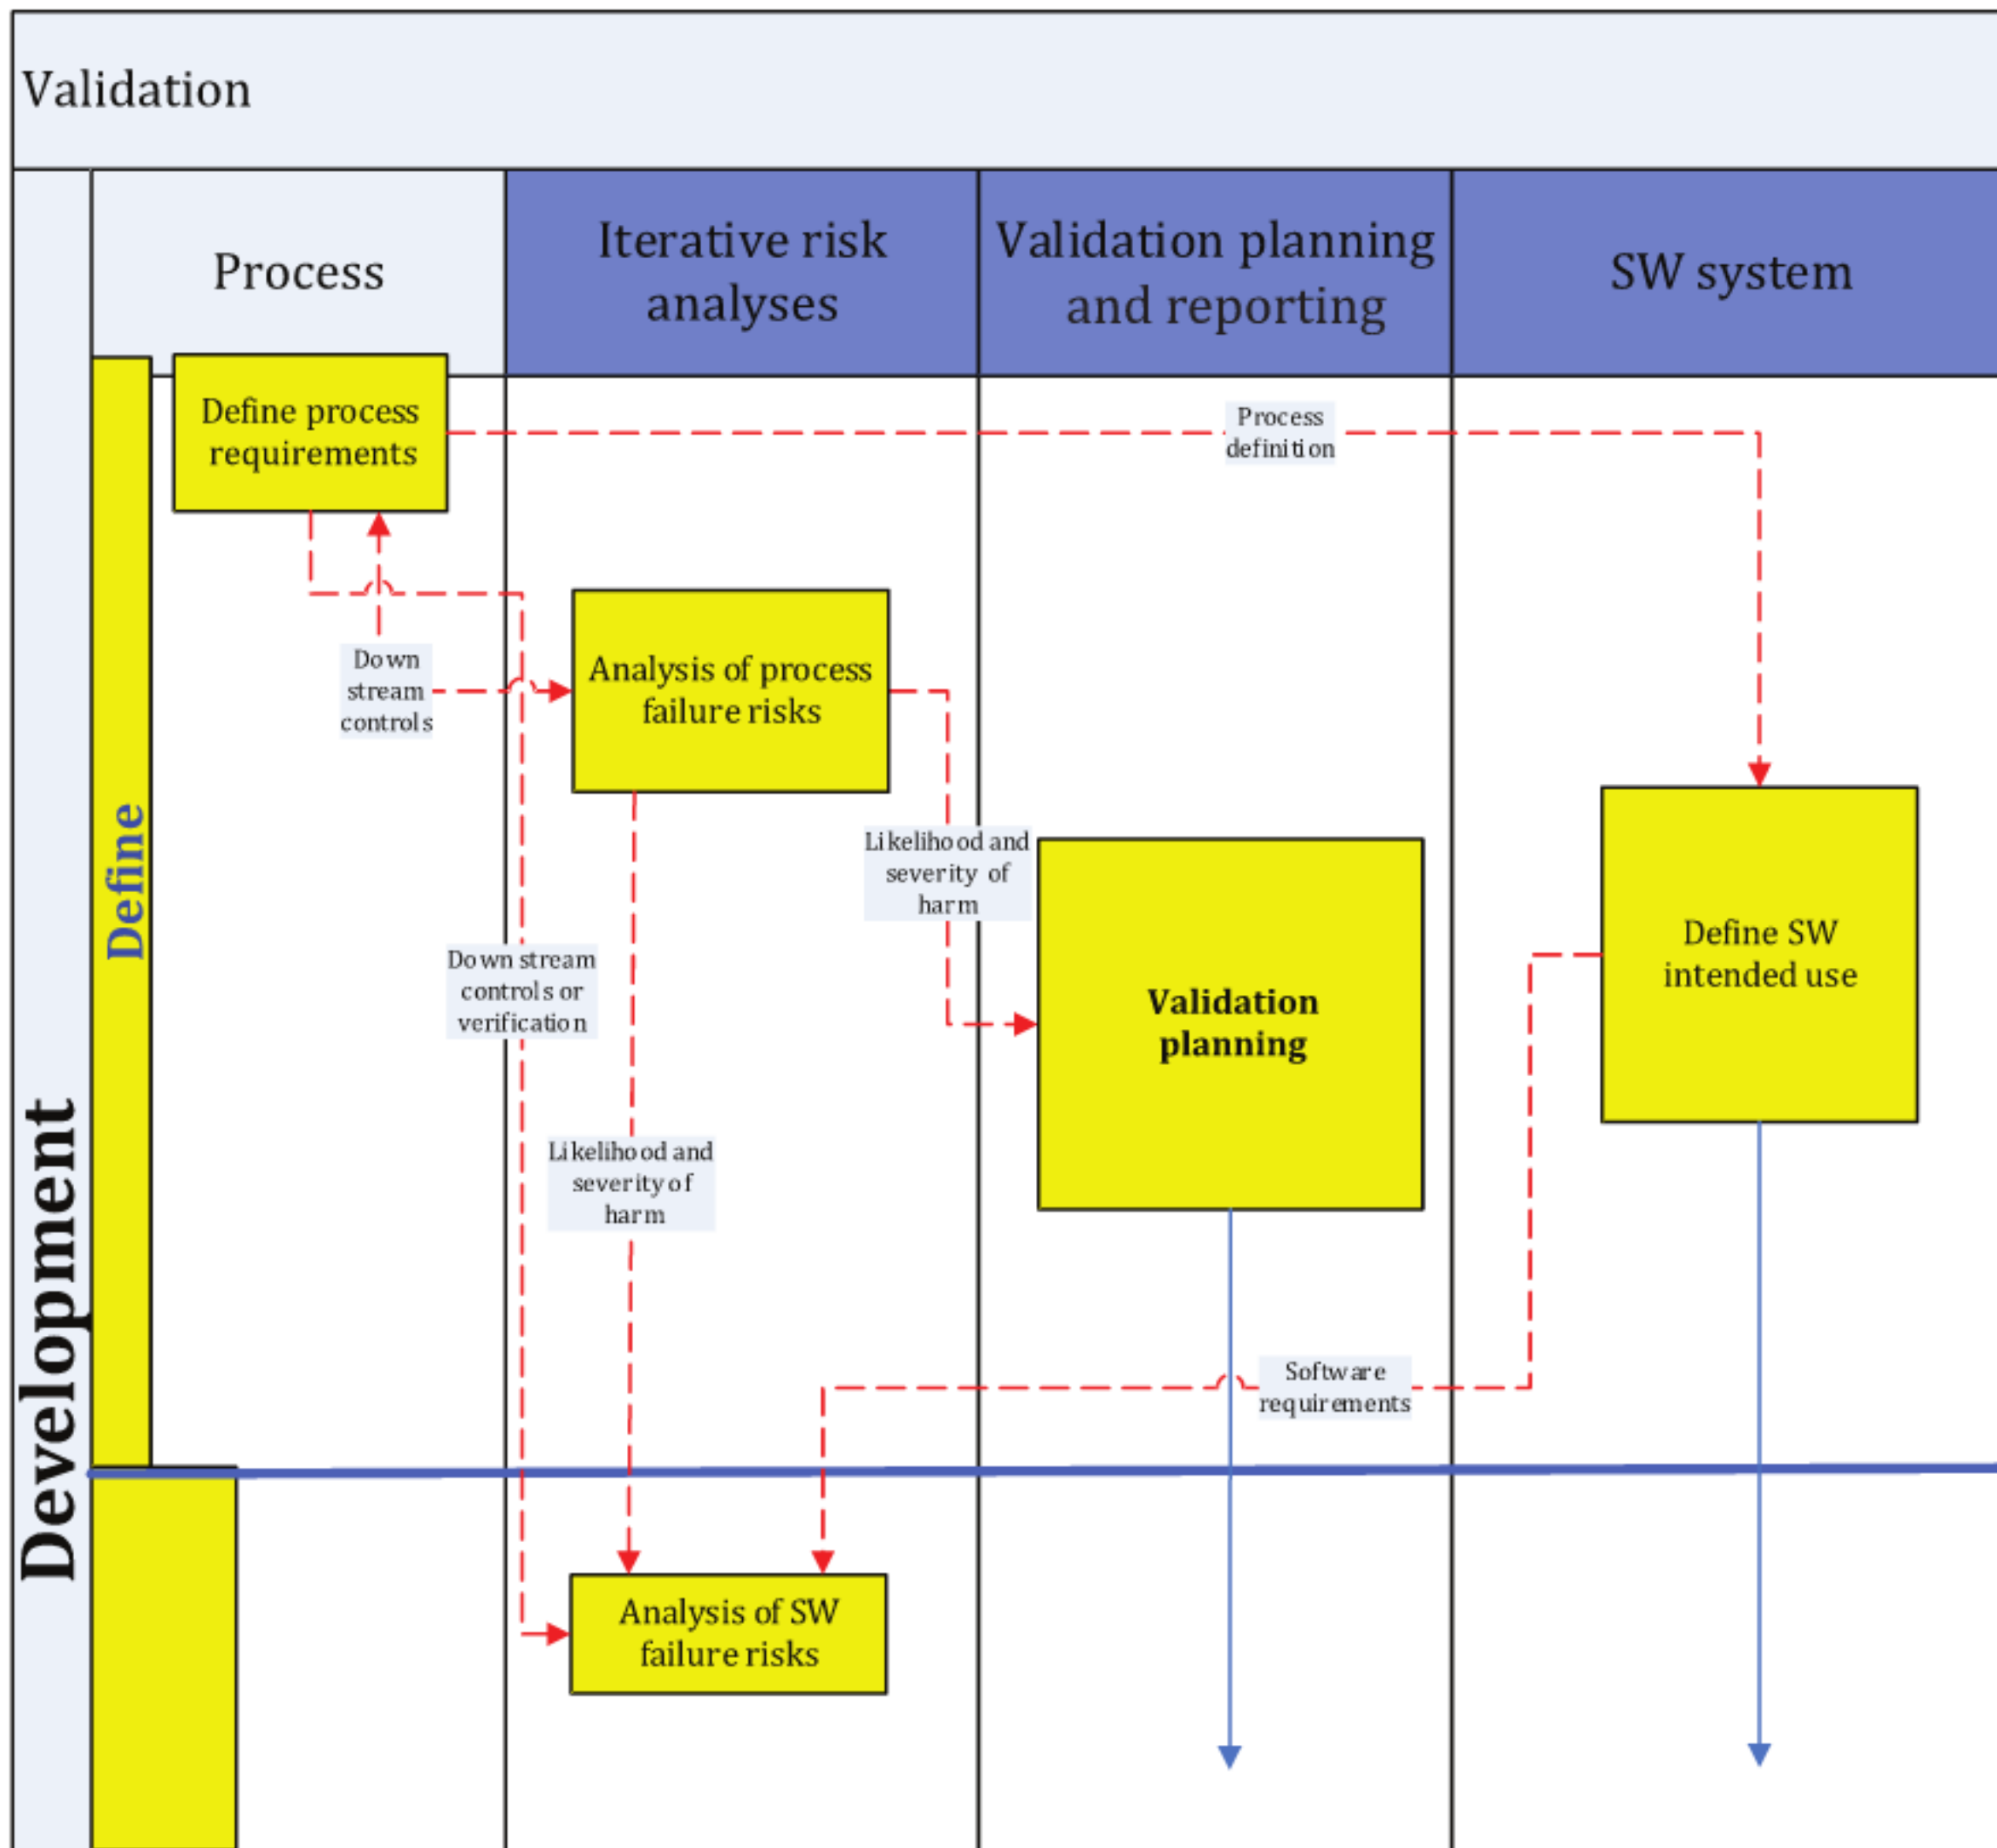 Validation
Process
Iterative risk
analyses
Validation planning
and reporting
SW system
Define process
requirements
Process
definition
Down
stream
controls
Analysis of process
failure risks
Likelihood and
severity of
harm
Define
Validation
planning
Define SW
intended use
Down stream
controls or
verification
Likelihood and
severity of
harm
Development
Software
requirements
Analysis of SW
failure risks